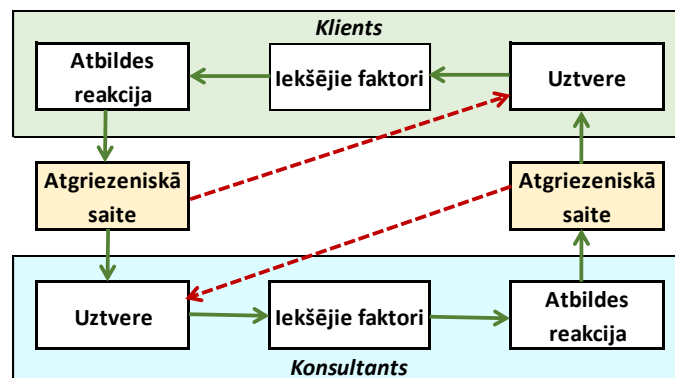 Klients
Atbildes
reakcija
Iekšējie faktori
Uztvere
Atgriezeniskā
saite
Atgriezeniskā
saite
Uztvere
Iekšējie faktori
Atbildes
reakcija
Konsultants